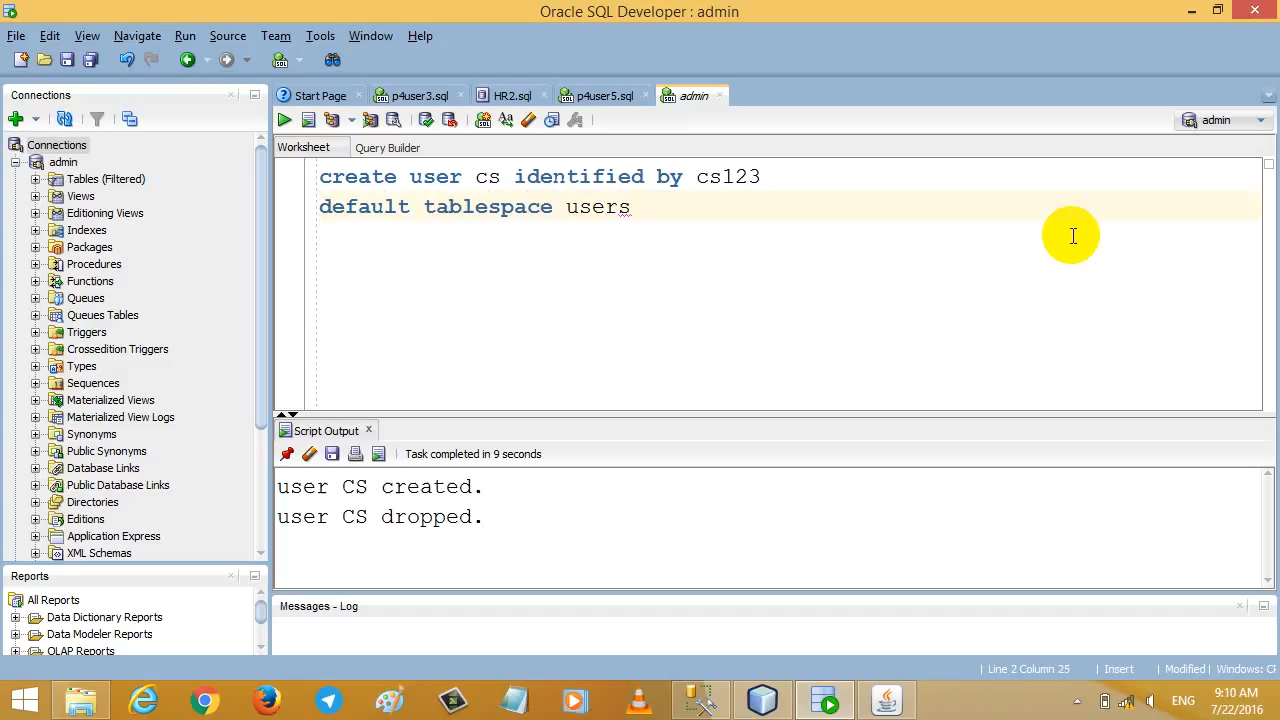 Oracle SQL Developer : admin
File Edit View Navigate Run Source Team Tools Window Help
Connections
Start Page p4user3.sql HR2.sql p4user5.sql admin
admin
Worksheet Query Builder
Connections
admin
Tables (Filtered)
Views
Editioning Views
Indexes
Packages
Procedures
Functions
Queues
Queues Tables
Triggers
Crossedition Triggers
Types
Sequences
Materialized Views
Materialized View Logs
Synonyms
Public Synonyms
Database Links
Public Database Links
Directories
Editions
Application Express
XML Schemas
create user cs identified by cs123
default tablespace users
Script Output
Task completed in 9 seconds
user CS created.
user CS dropped.
Reports
All Reports
Data Dictionary Reports
Data Modeler Reports
OLAP Reports
Messages - Log
Line 2 Column 25 Insert Modified Windows: CF
ENG
9:10 AM
7/22/2016